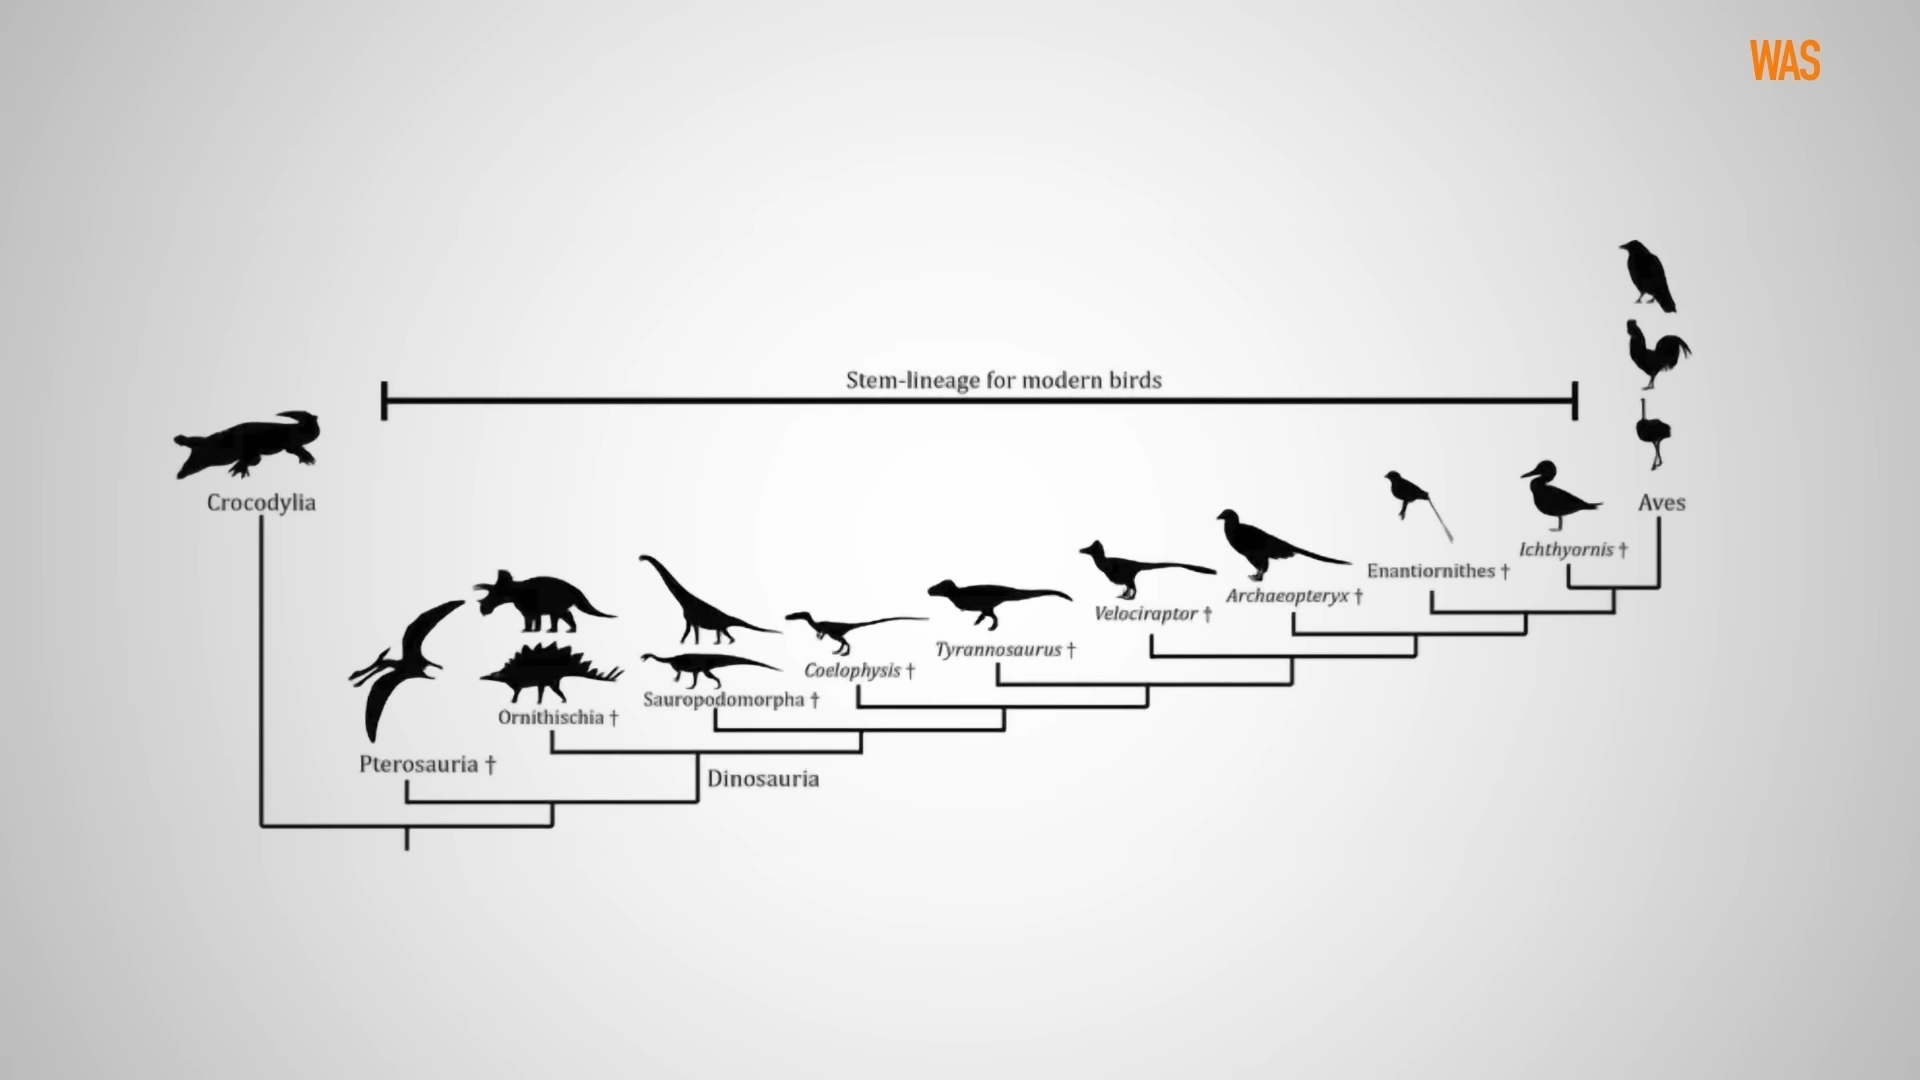 WAS
Stem-lineage for modern birds
Crocodylia
Aves
Ichthyornis †
Enantiornithes †
Archaeopteryx †
Velociraptor †
Tyrannosaurus †
Coelophysis †
Sauropodomorpha †
Ornithischia †
Pterosauria †
Dinosauria